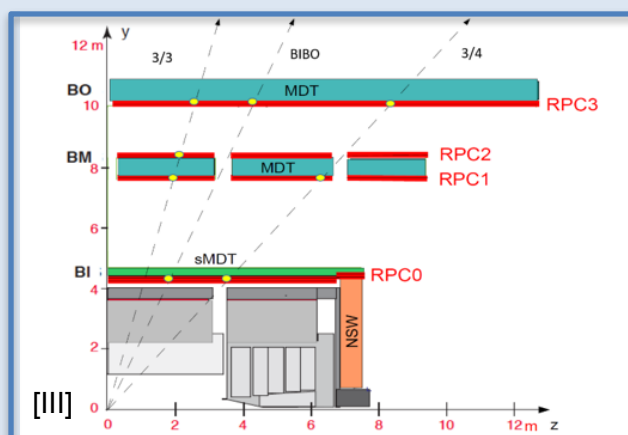 12 m
y
3/3
BIBO
3/4
BO
MDT
10
RPC3
BM
RPC2
8
MDT
RPC1
6
sMDT
BI
RPC0
4
NSW
2
[III]
0
0 2 4 6 8 10 12 m z